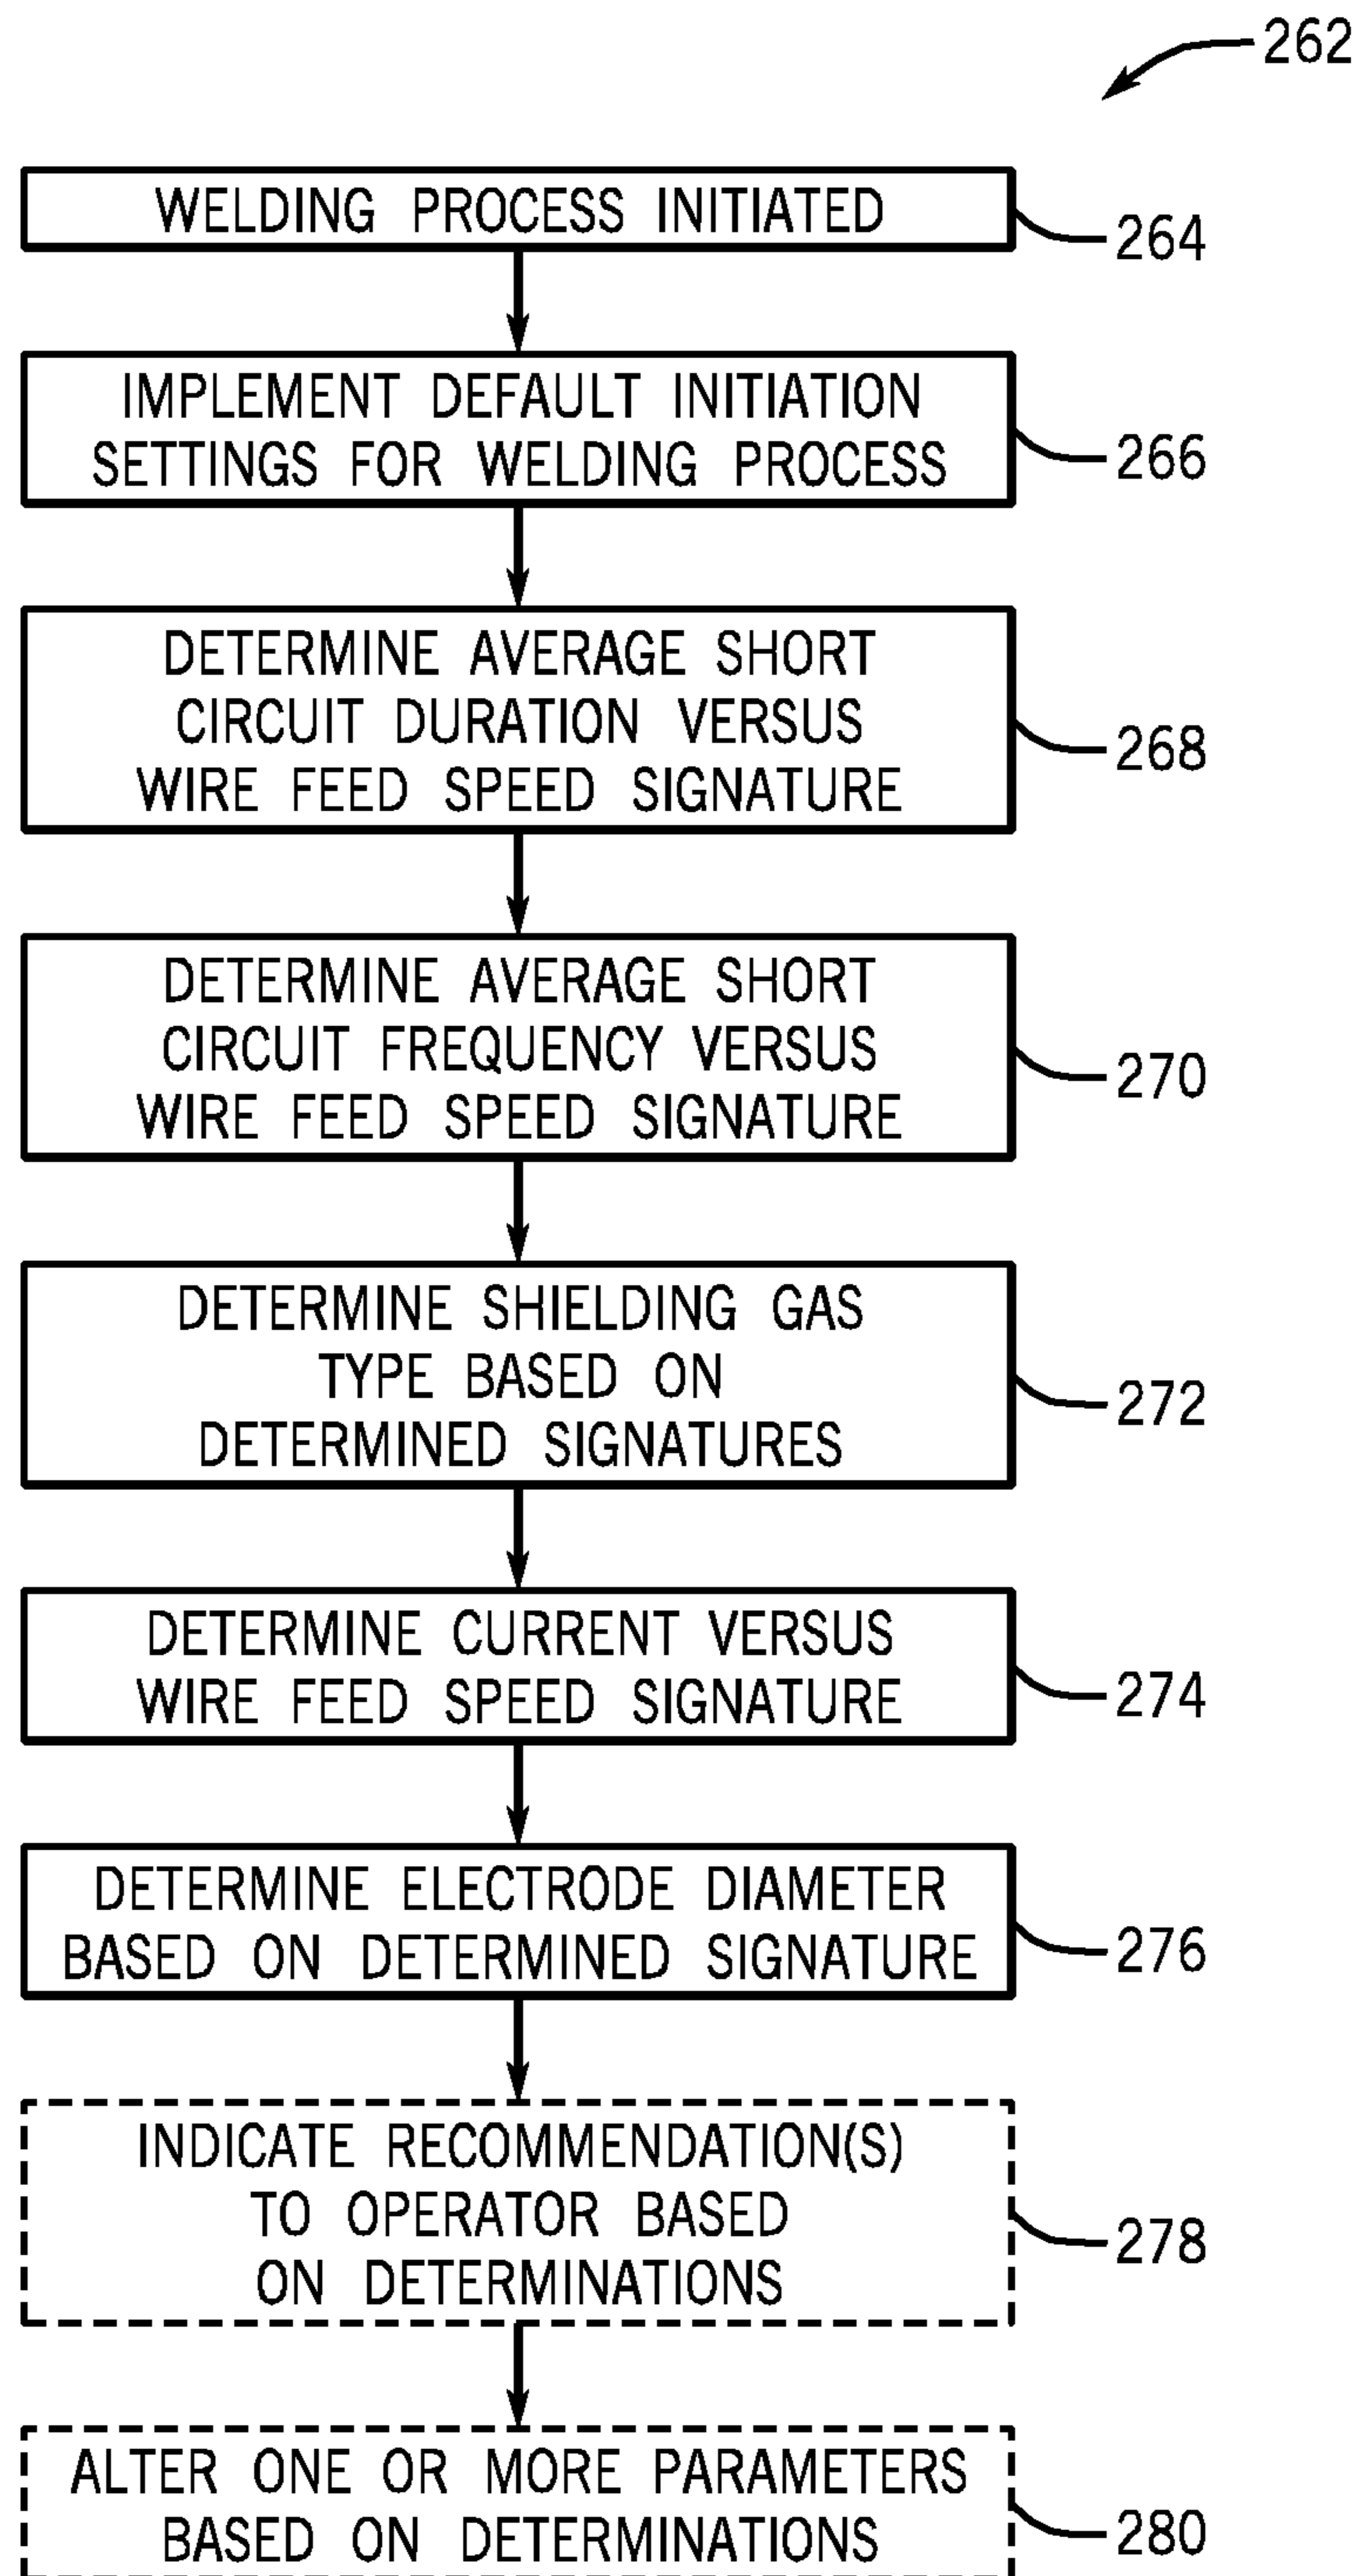 262
WELDING PROCESS INITIATED
264
IMPLEMENT DEFAULT INITIATION
SETTINGS FOR WELDING PROCESS
266
DETERMINE AVERAGE SHORT
CIRCUIT DURATION VERSUS
WIRE FEED SPEED SIGNATURE
268
DETERMINE AVERAGE SHORT
CIRCUIT FREQUENCY VERSUS
WIRE FEED SPEED SIGNATURE
270
DETERMINE SHIELDING GAS
TYPE BASED ON
DETERMINED SIGNATURES
272
DETERMINE CURRENT VERSUS
WIRE FEED SPEED SIGNATURE
274
DETERMINE ELECTRODE DIAMETER
BASED ON DETERMINED SIGNATURE
276
INDICATE RECOMMENDATION(S)
TO OPERATOR BASED
ON DETERMINATIONS
278
ALTER ONE OR MORE PARAMETERS
BASED ON DETERMINATIONS
280